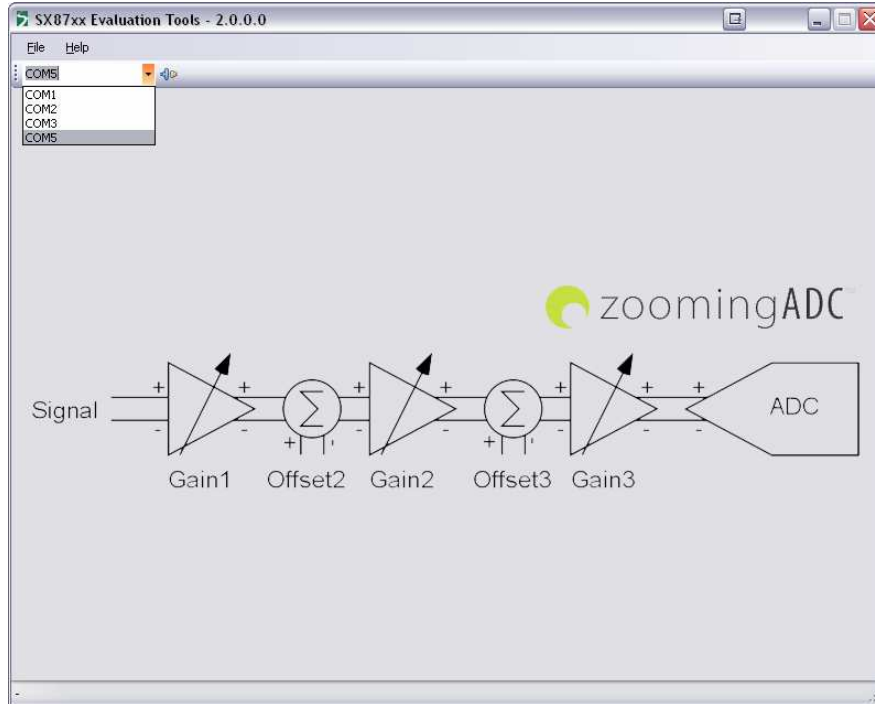 SX87xx Evaluation Tools - 2.0.0.0
File Help
COM5
COM1
COM2
COM3
COM5
zoomingADC™
+ + + + + + +
Signal Σ Σ ADC
- - - - - - -
+ - + -
Gain1 Offset2 Gain2 Offset3 Gain3
-